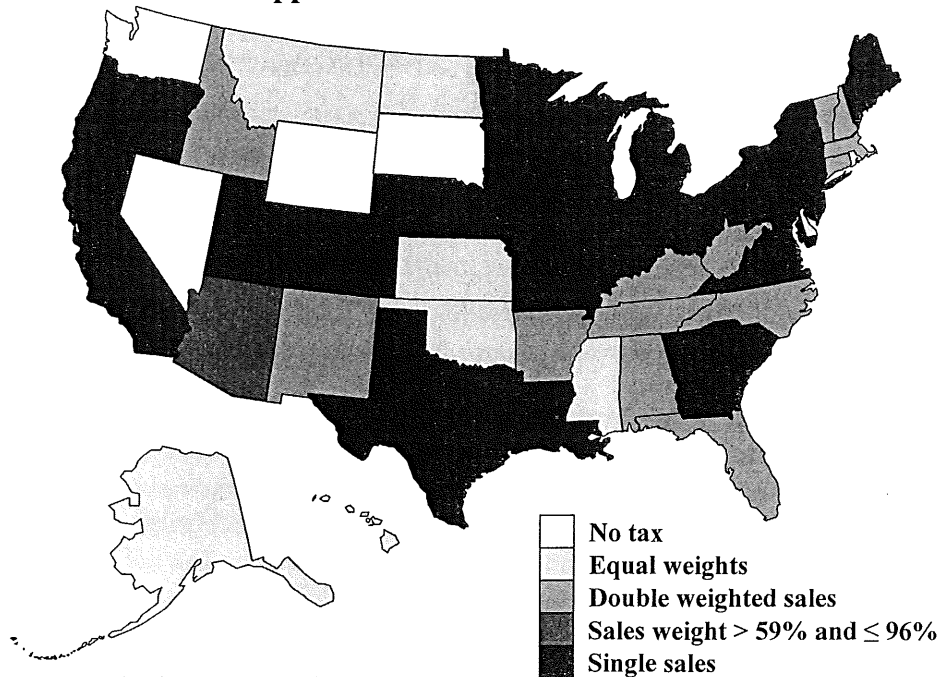 No tax
Equal weights
Double weighted sales
Sales weight > 59% and ≤ 96%
Single sales